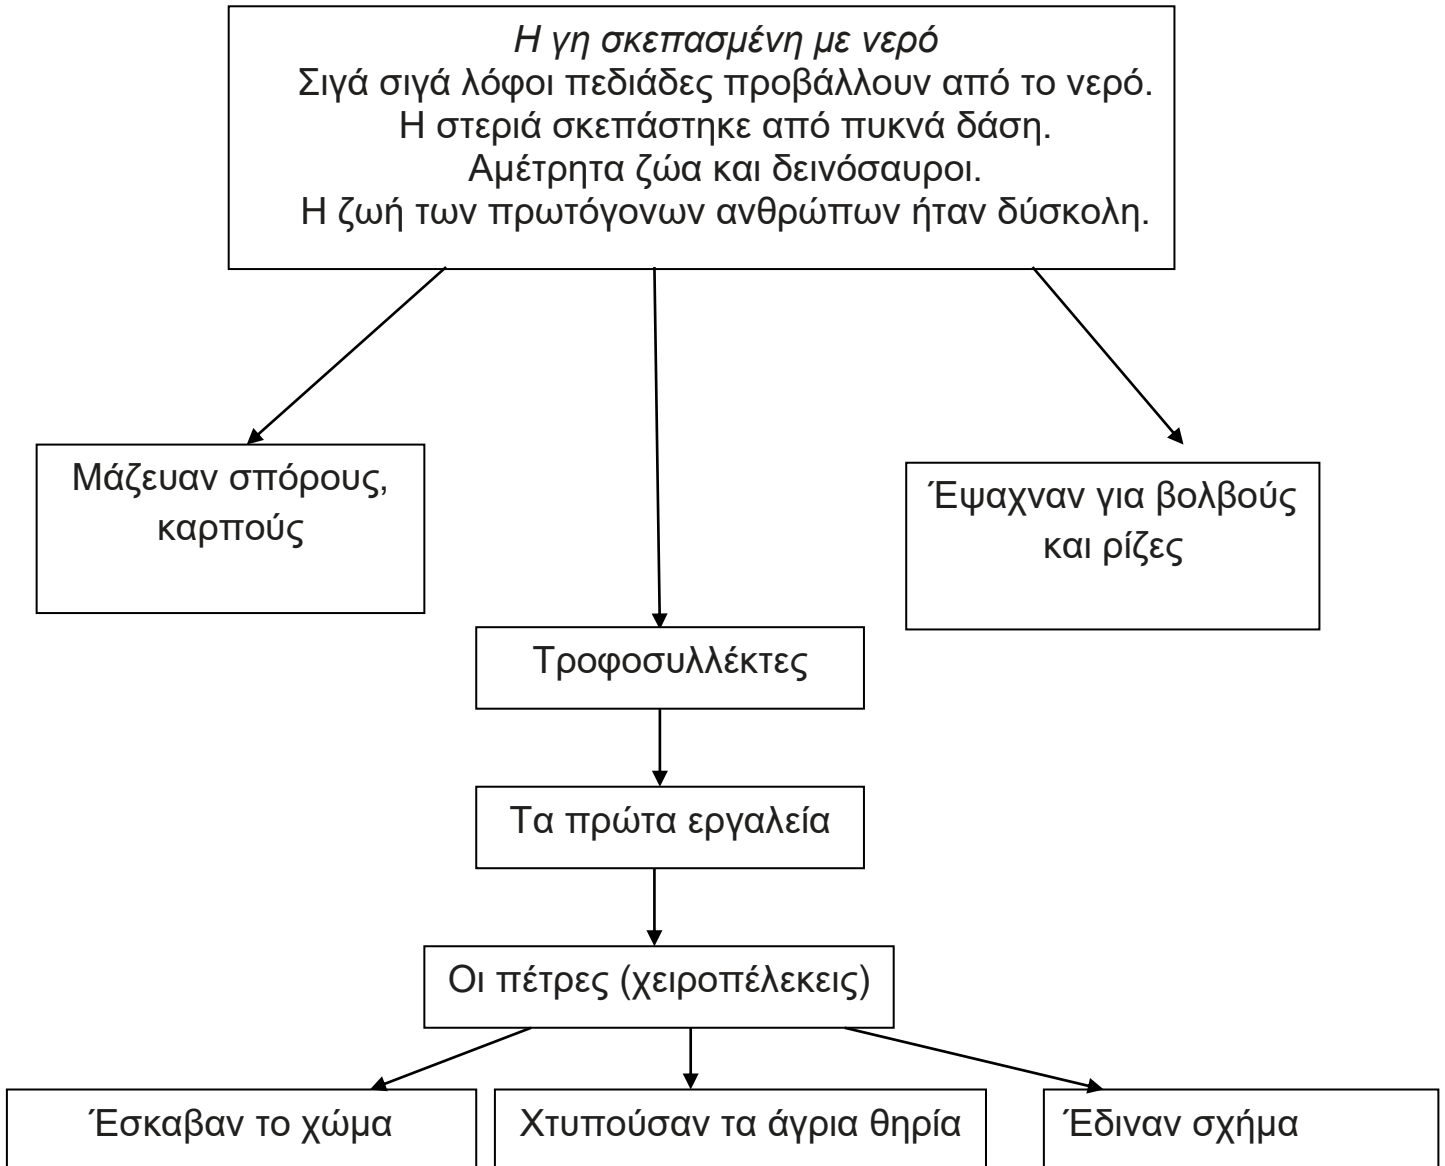 Η γη σκεπασμένη με νερό
Σιγά σιγά λόφοι πεδιάδες προβάλλουν από το νερό.
Η στεριά σκεπάστηκε από πυκνά δάση.
Αμέτρητα ζώα και δεινόσαυροι.
Η ζωή των πρωτόγονων ανθρώπων ήταν δύσκολη.
Μάζευαν σπόρους,
καρπούς
Έψαχναν για βολβούς
και ρίζες
Τροφοσυλλέκτες
Τα πρώτα εργαλεία
Οι πέτρες (χειροπέλεκεις)
Έσκαβαν το χώμα
Χτυπούσαν τα άγρια θηρία
Έδιναν σχήμα